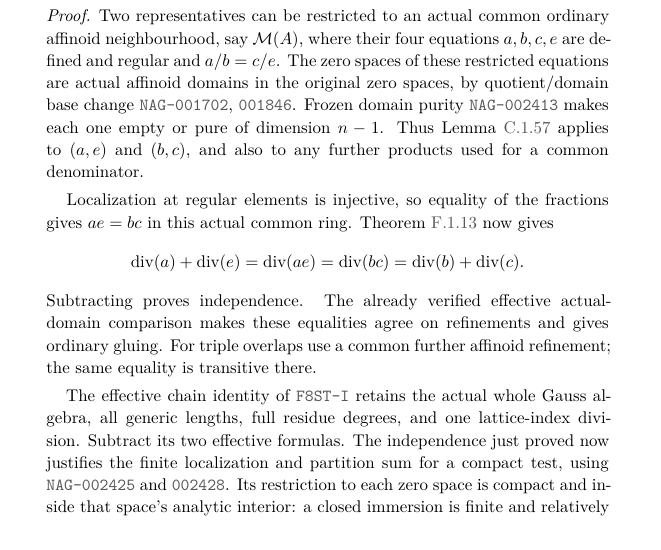 Proof. Two representatives can be restricted to an actual common ordinary
affinoid neighbourhood, say M(A), where their four equations a, b, c, e are de-
fined and regular and a/b = c/e. The zero spaces of these restricted equations
are actual affinoid domains in the original zero spaces, by quotient/domain
base change NAG-001702, 001846. Frozen domain purity NAG-002413 makes
each one empty or pure of dimension n − 1. Thus Lemma C.1.57 applies
to (a, e) and (b, c), and also to any further products used for a common
denominator.
Localization at regular elements is injective, so equality of the fractions
gives ae = bc in this actual common ring. Theorem F.1.13 now gives
div(a) + div(e) = div(ae) = div(bc) = div(b) + div(c).
Subtracting proves independence. The already verified effective actual-
domain comparison makes these equalities agree on refinements and gives
ordinary gluing. For triple overlaps use a common further affinoid refinement;
the same equality is transitive there.
The effective chain identity of F8ST-I retains the actual whole Gauss al-
gebra, all generic lengths, full residue degrees, and one lattice-index divi-
sion. Subtract its two effective formulas. The independence just proved now
justifies the finite localization and partition sum for a compact test, using
NAG-002425 and 002428. Its restriction to each zero space is compact and in-
side that space's analytic interior: a closed immersion is finite and relatively